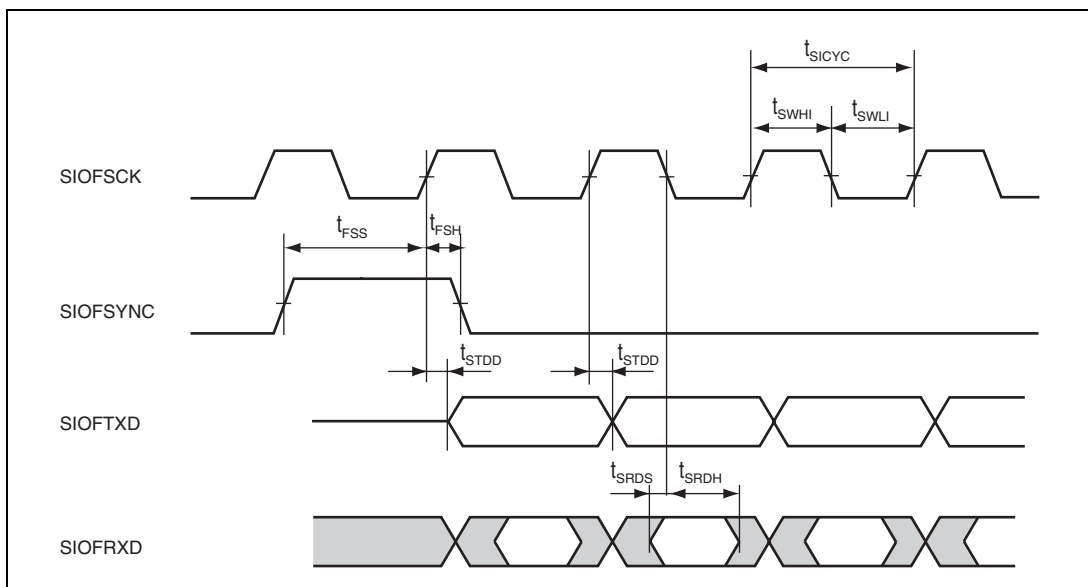 tSICYC
tSWHI tSWLI
SIOFSCK
tFSS tFSH
SIOFSYNC
tSTDD tSTDD
SIOFTXD
tSRDS tSRDH
SIOFRXD